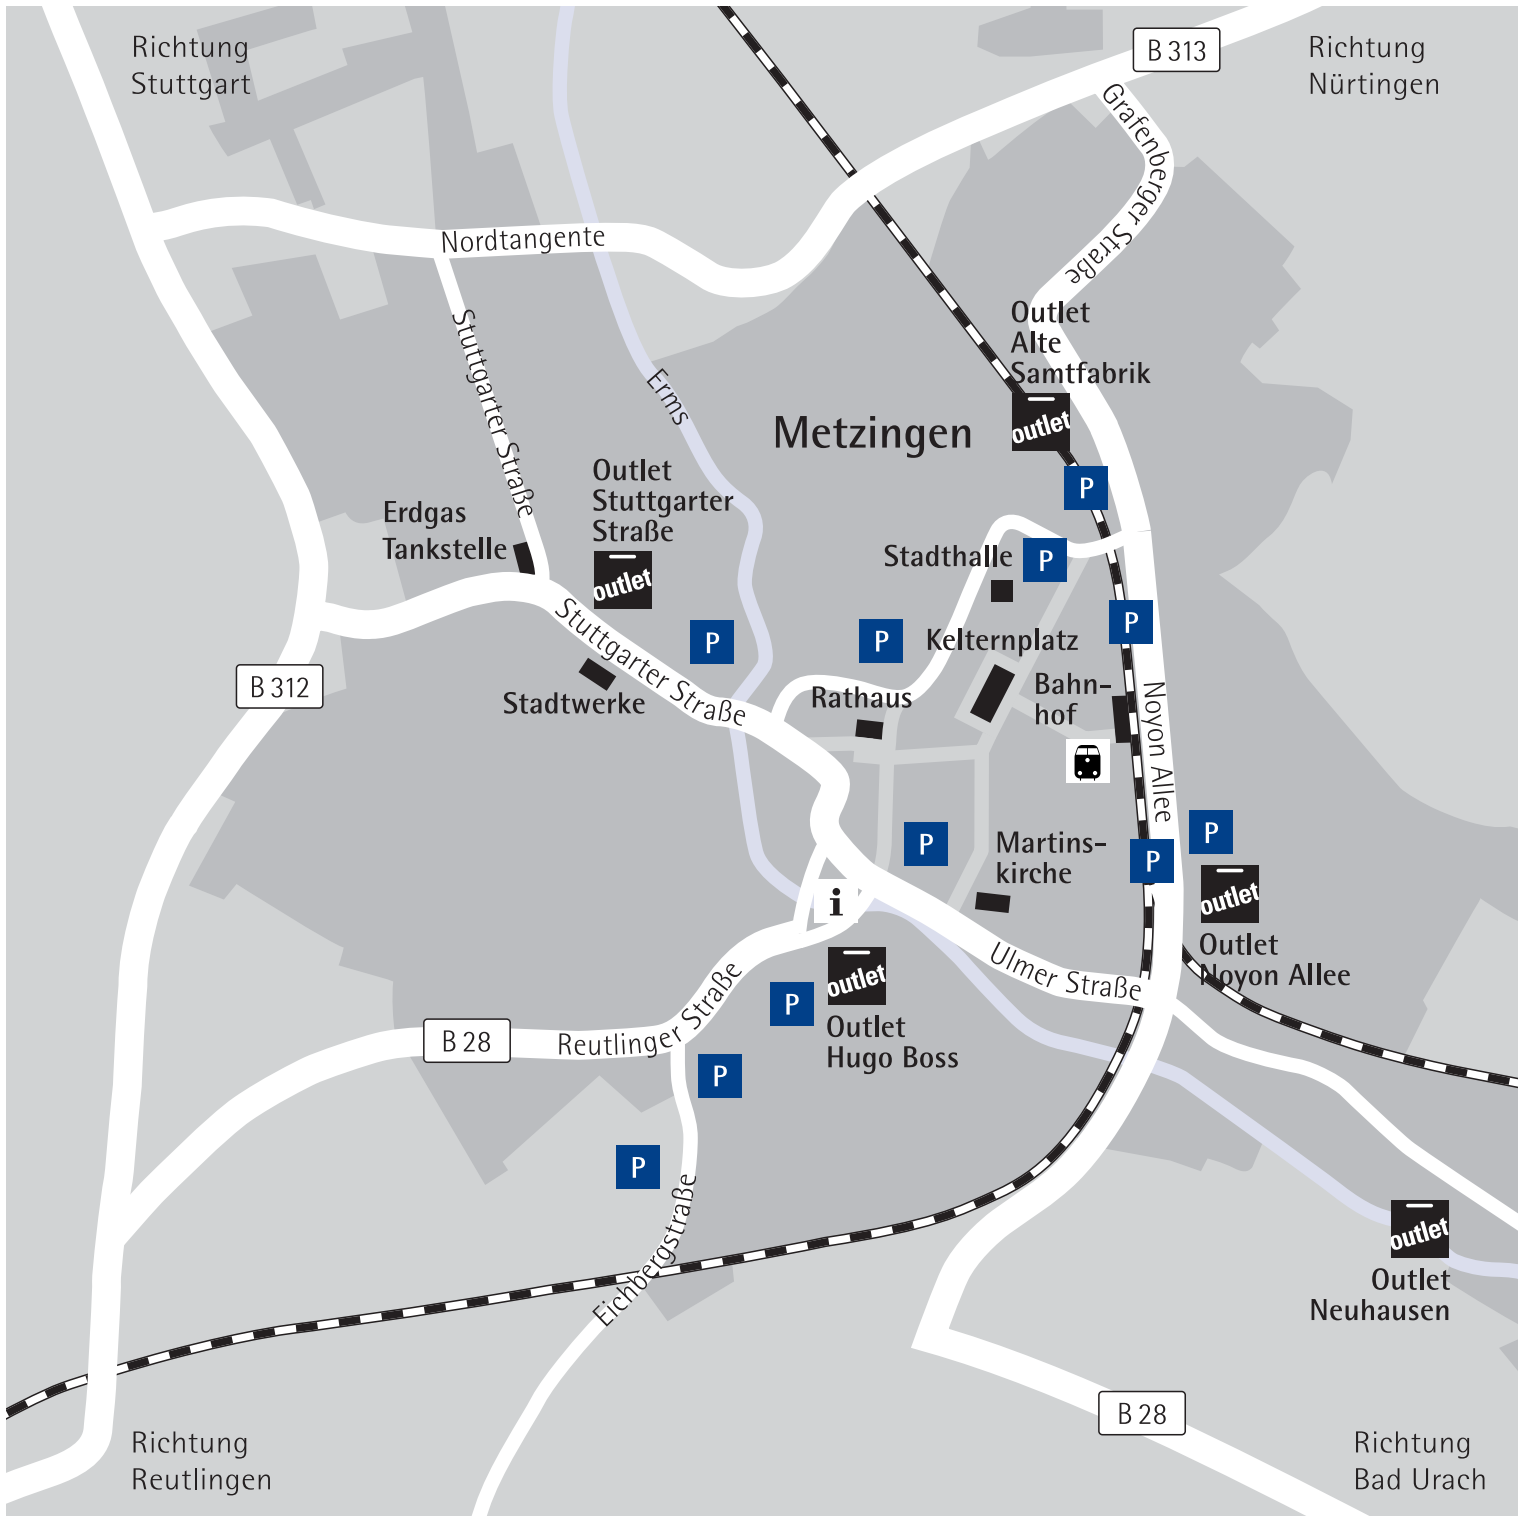 Richtung
Stuttgart
B 313
Richtung
Nürtingen
Grafenberger Straße
Nordtangente
Stuttgarter Straße
Erms
Outlet
Alte
Samtfabrik
outlet
Metzingen
P
Outlet
Stuttgarter
Straße
outlet
Erdgas
Tankstelle
Stadthalle
P
P
P
P
Stuttgarter Straße
Kelternplatz
B 312
Stadtwerke
Rathaus
Bahn-
hof
Noyon Allee
P
P
P
Martins-
kirche
outlet
Outlet
Noyon Allee
i
Ulmer Straße
outlet
Outlet
Hugo Boss
P
Reutlinger Straße
B 28
P
P
Eichbergstraße
outlet
Outlet
Neuhausen
B 28
Richtung
Reutlingen
Richtung
Bad Urach